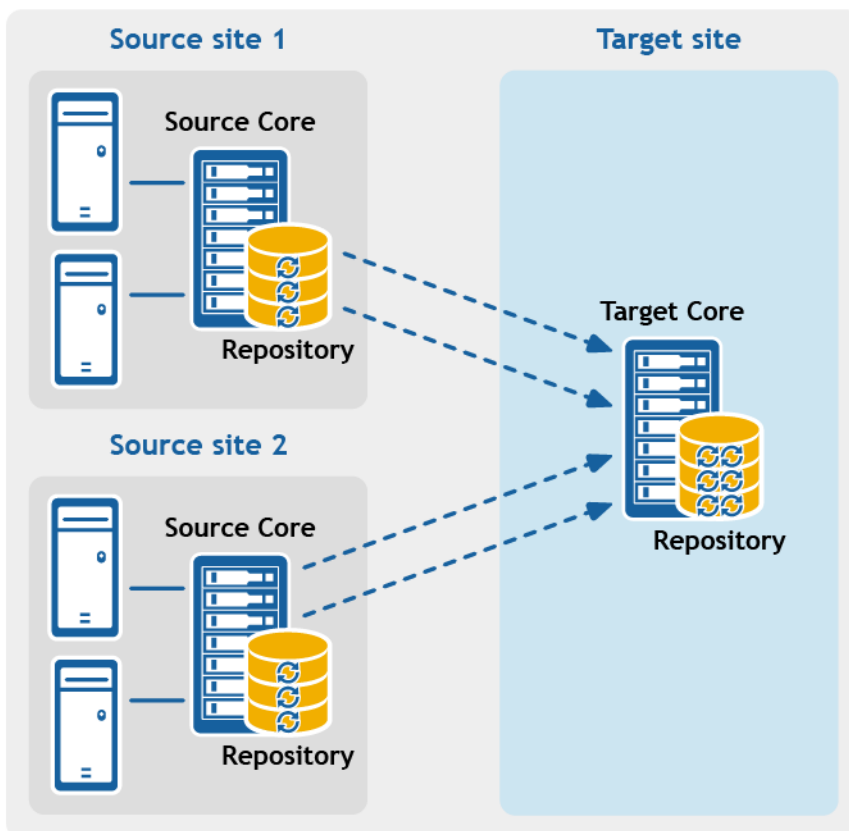 Source site 1
Target site
Source Core
Repository
Target Core
Repository
Source site 2
Source Core
Repository